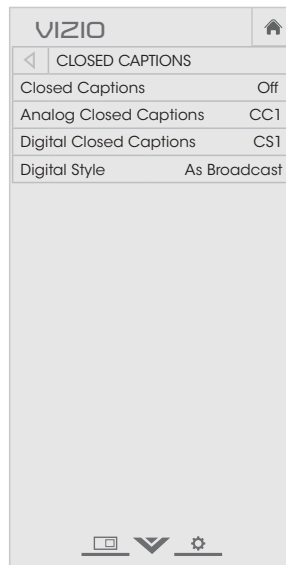 VIZIO
CLOSED CAPTIONS
Closed Captions Off
Analog Closed Captions CC1
Digital Closed Captions CS1
Digital Style As Broadcast